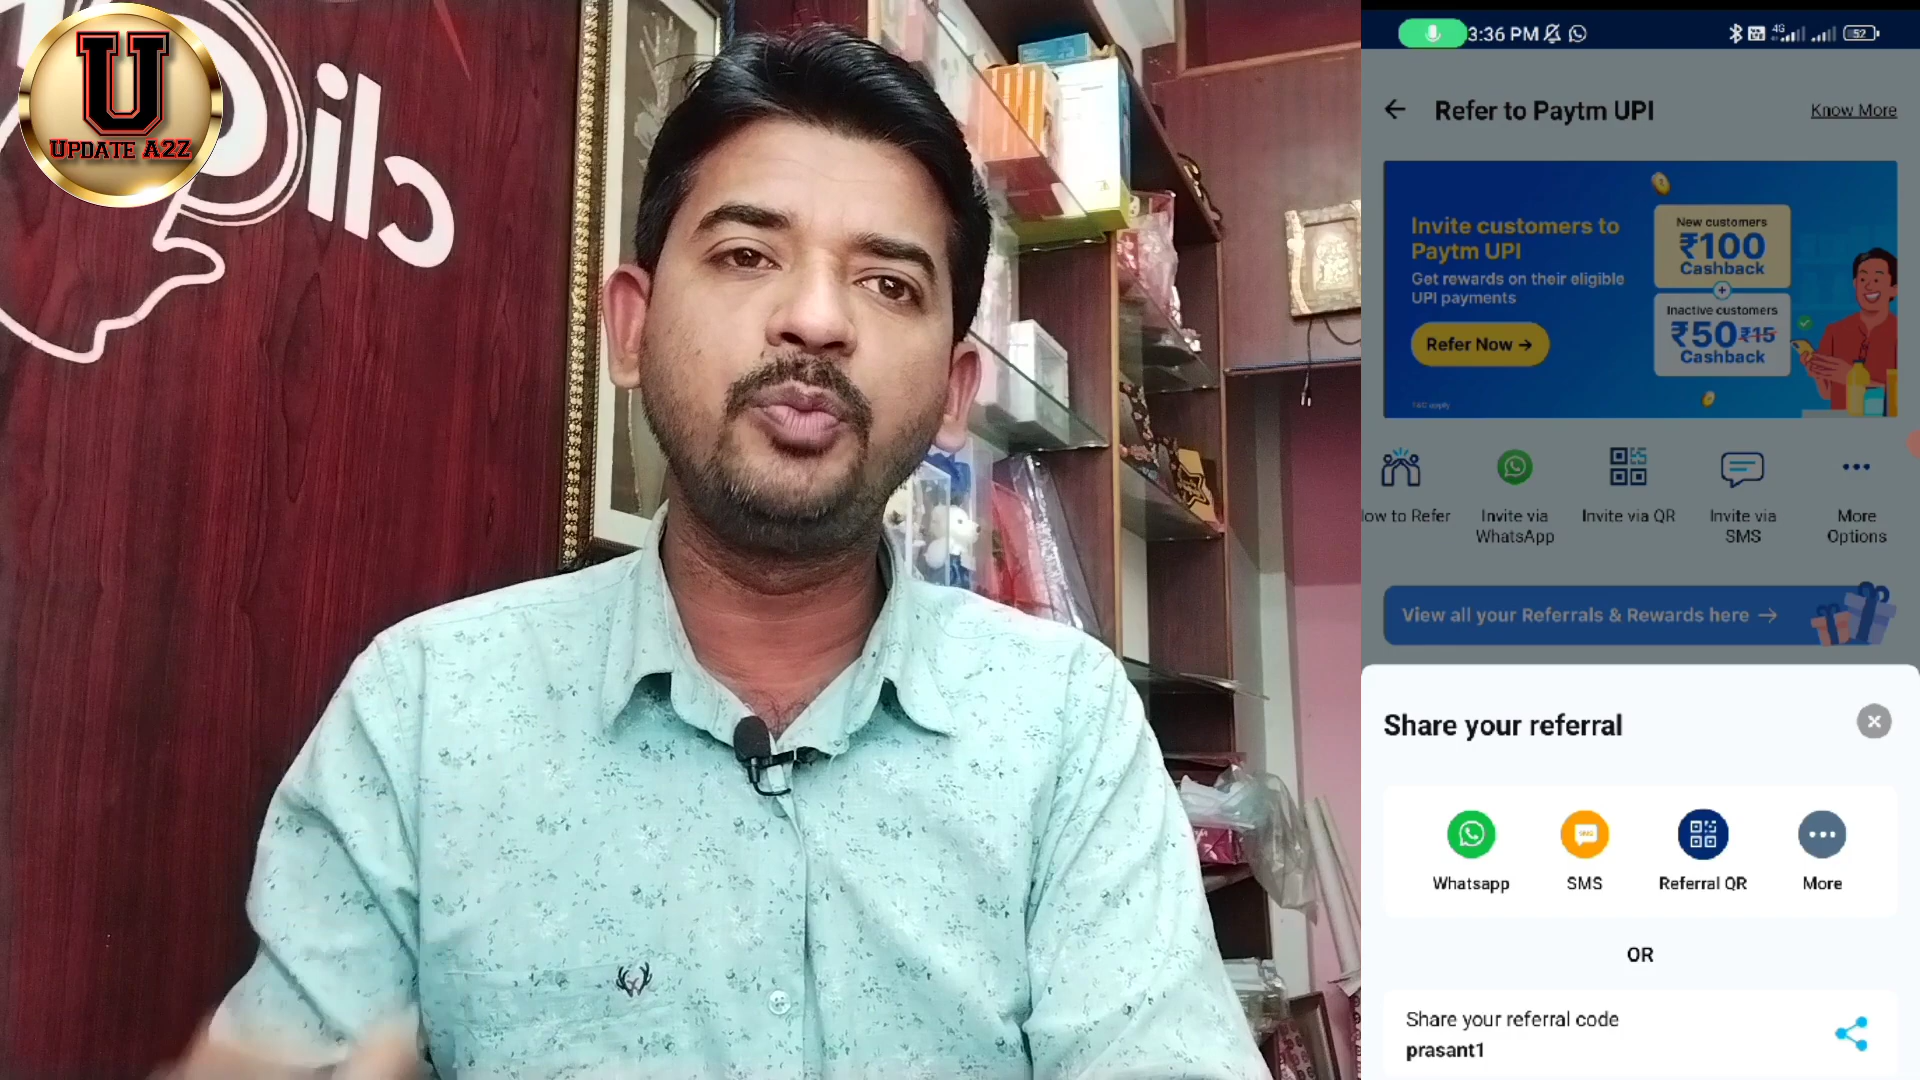 U
UPDATE A2Z
clip
3:36 PM
4G
52
Refer to Paytm UPI
Know More
Invite customers to
Paytm UPI
Get rewards on their eligible
UPI payments
Refer Now →
T&C apply
New customers
₹100
Cashback
+
Inactive customers
₹50 ₹15
Cashback
ow to Refer
Invite via
WhatsApp
Invite via QR
Invite via
SMS
More
Options
View all your Referrals & Rewards here →
Share your referral
Whatsapp
SMS
Referral QR
More
OR
Share your referral code
prasant1